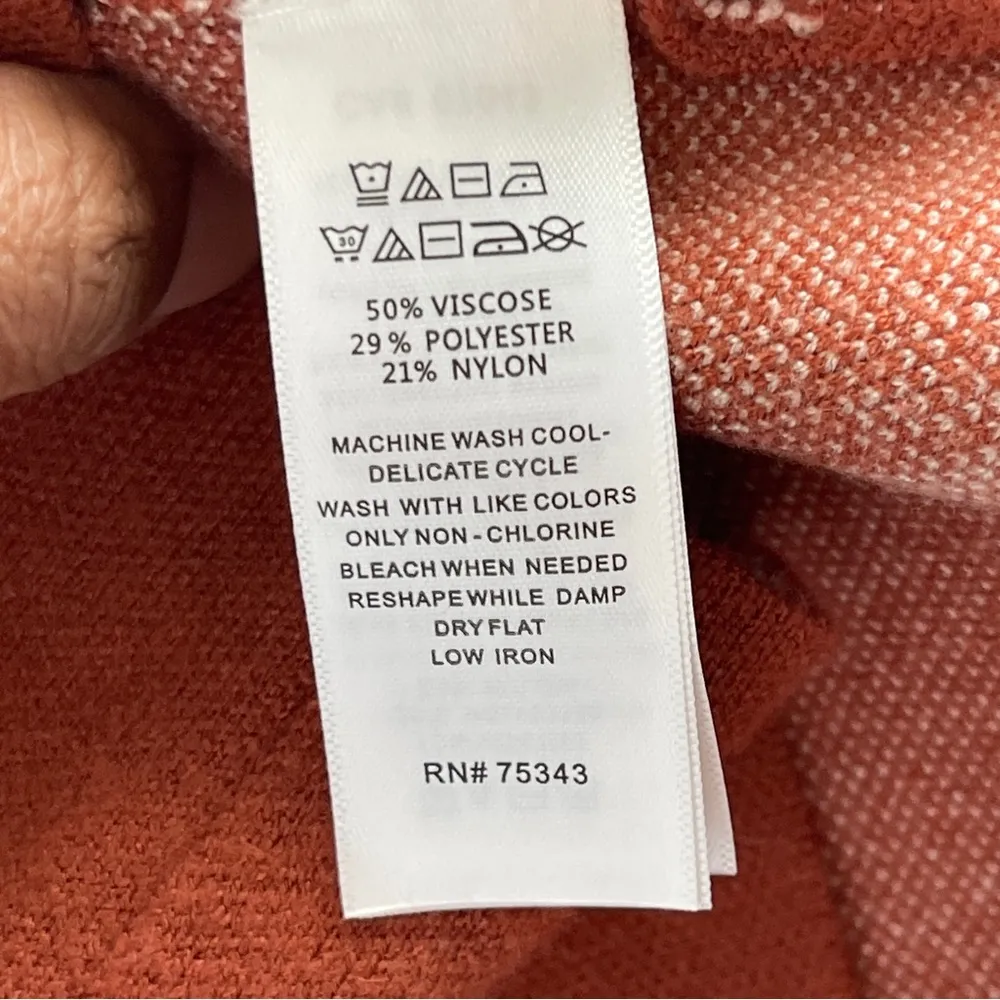 30
50% VISCOSE
29% POLYESTER
21% NYLON
MACHINE WASH COOL-
DELICATE CYCLE
WASH WITH LIKE COLORS
ONLY NON-CHLORINE
BLEACH WHEN NEEDED
RESHAPE WHILE DAMP
DRY FLAT
LOW IRON
RN# 75343